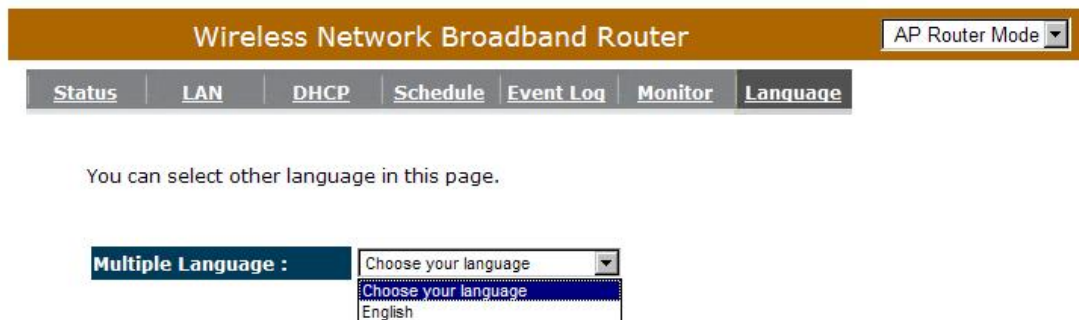 Wireless Network Broadband Router
AP Router Mode
Status LAN DHCP Schedule Event Log Monitor Language
You can select other language in this page.
Multiple Language : Choose your language
Choose your language
English